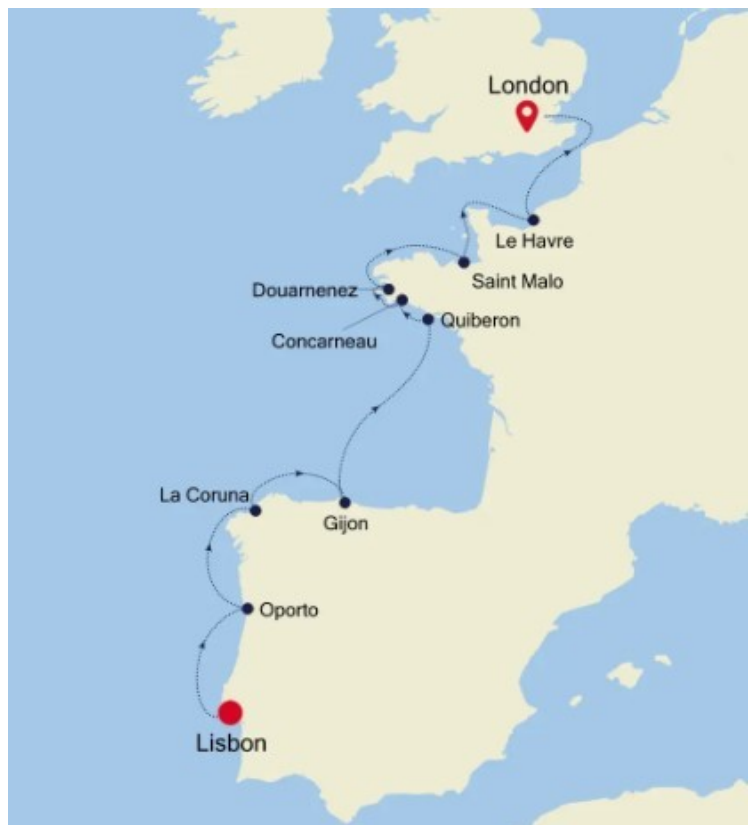 London
Le Havre
Saint Malo
Douarnenez
Quiberon
Concarneau
La Coruna
Gijon
Oporto
Lisbon